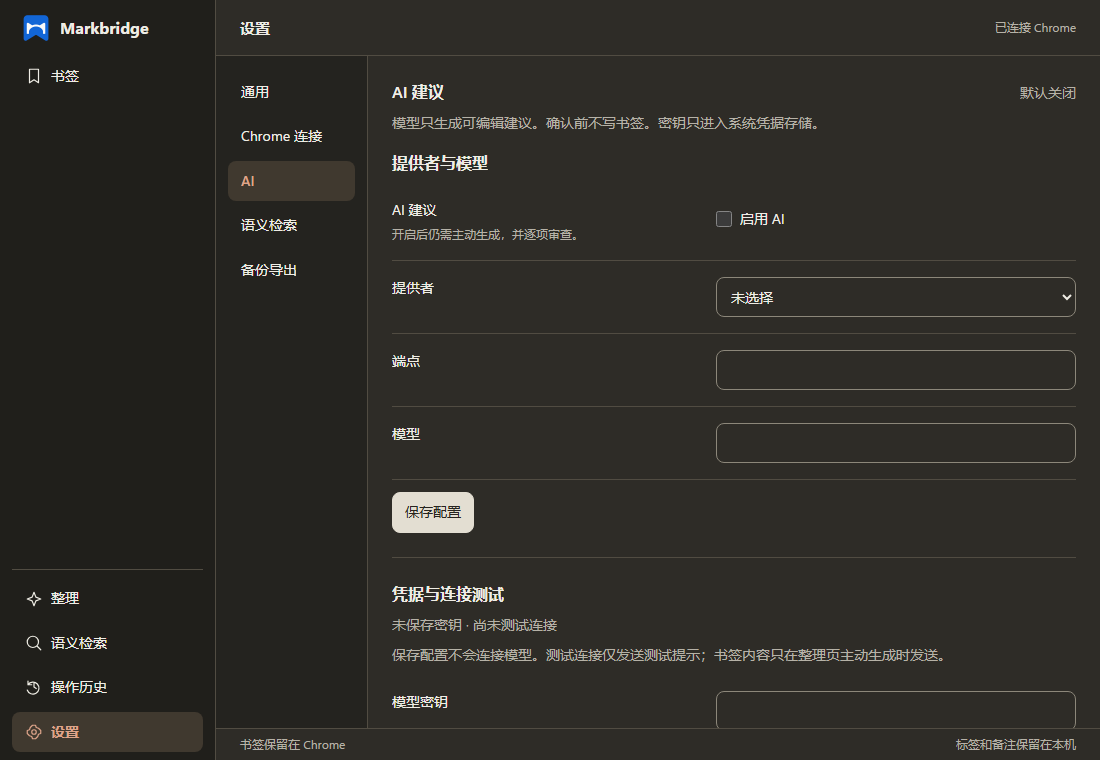 Markbridge
书签
整理
语义检索
操作历史
设置
设置
已连接 Chrome
通用
Chrome 连接
AI
语义检索
备份导出
AI 建议
默认关闭
模型只生成可编辑建议。确认前不写书签。密钥只进入系统凭据存储。
提供者与模型
AI 建议
开启后仍需主动生成，并逐项审查。
启用 AI
提供者
未选择
端点
模型
保存配置
凭据与连接测试
未保存密钥 · 尚未测试连接
保存配置不会连接模型。测试连接仅发送测试提示；书签内容只在整理页主动生成时发送。
模型密钥
书签保留在 Chrome
标签和备注保留在本机